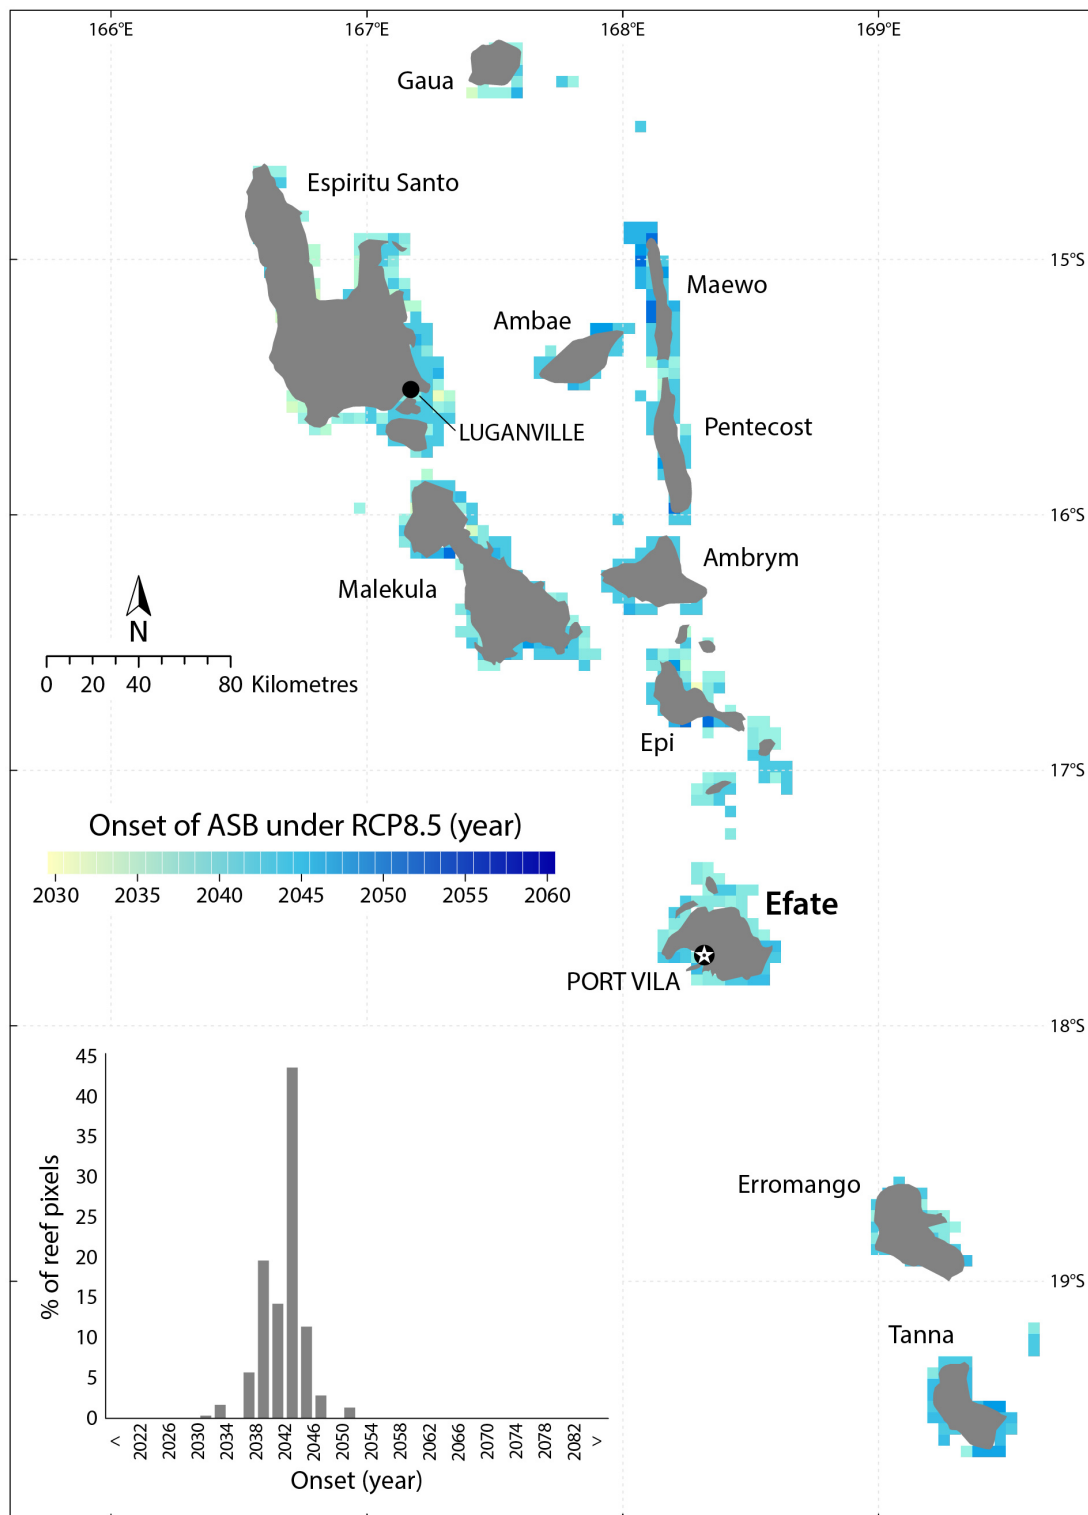 166°E 167°E 168°E 169°E
Gaua
Espiritu Santo
15°S
Maewo
Ambae
Pentecost
LUGANVILLE
16°S
Ambrym
Malekula
N
0 20 40 80 Kilometres
Epi
17°S
Onset of ASB under RCP8.5 (year)
2030 2035 2040 2045 2050 2055 2060
Efate
PORT VILA
18°S
45
40
35
30
25
20
15
10
5
0
% of reef pixels
< 2022 2026 2030 2034 2038 2042 2046 2050 2054 2058 2062 2066 2070 2074 2078 2082 >
Onset (year)
Erromango
19°S
Tanna